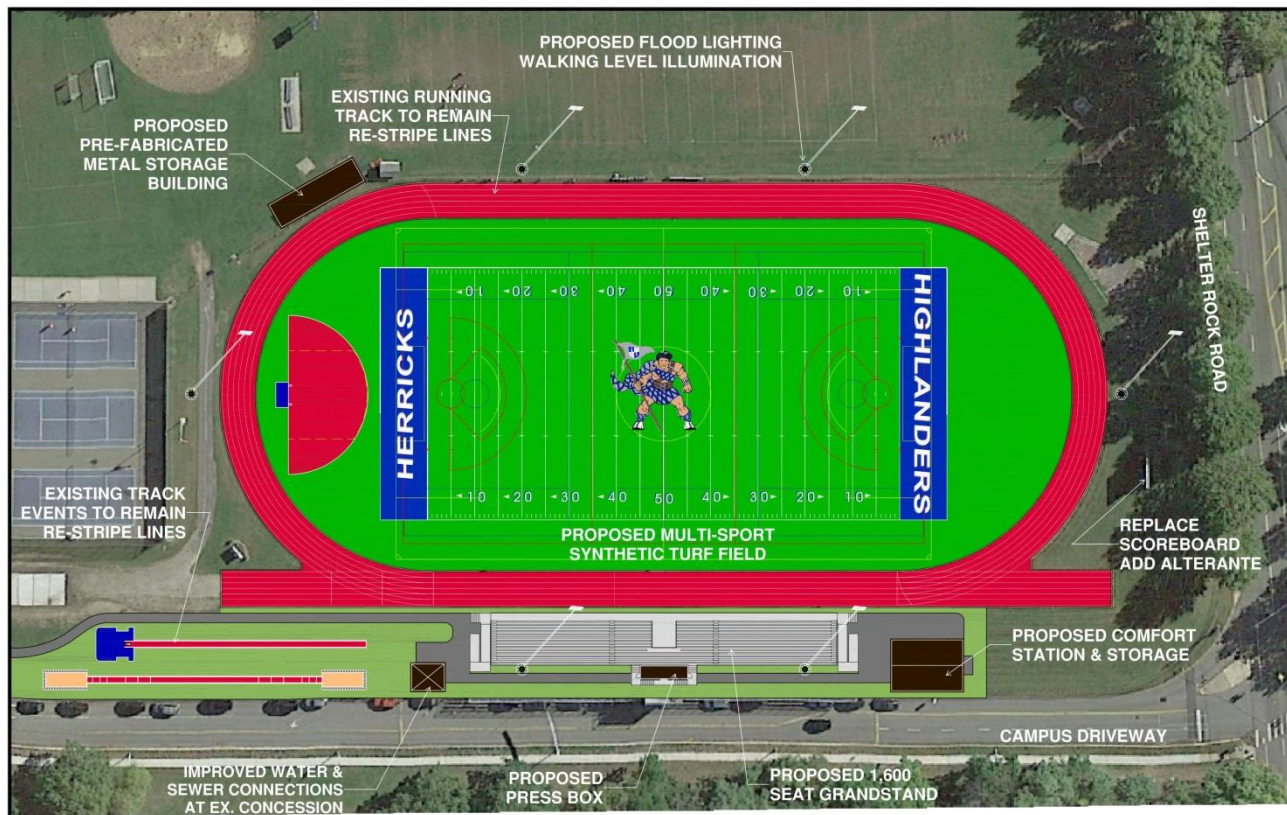 PROPOSED FLOOD LIGHTING
WALKING LEVEL ILLUMINATION
EXISTING RUNNING
TRACK TO REMAIN
RE-STRIPE LINES
PROPOSED
PRE-FABRICATED
METAL STORAGE
BUILDING
SHELTER ROCK ROAD
10 20 30 40 50 40 30 20 10
HERRICKS
HIGHLANDERS
10 20 30 40 50 40 30 20 10
EXISTING TRACK
EVENTS TO REMAIN
RE-STRIPE LINES
PROPOSED MULTI-SPORT
SYNTHETIC TURF FIELD
REPLACE
SCOREBOARD
ADD ALTERANTE
PROPOSED COMFORT
STATION & STORAGE
CAMPUS DRIVEWAY
IMPROVED WATER &
SEWER CONNECTIONS
AT EX. CONCESSION
PROPOSED
PRESS BOX
PROPOSED 1,600
SEAT GRANDSTAND